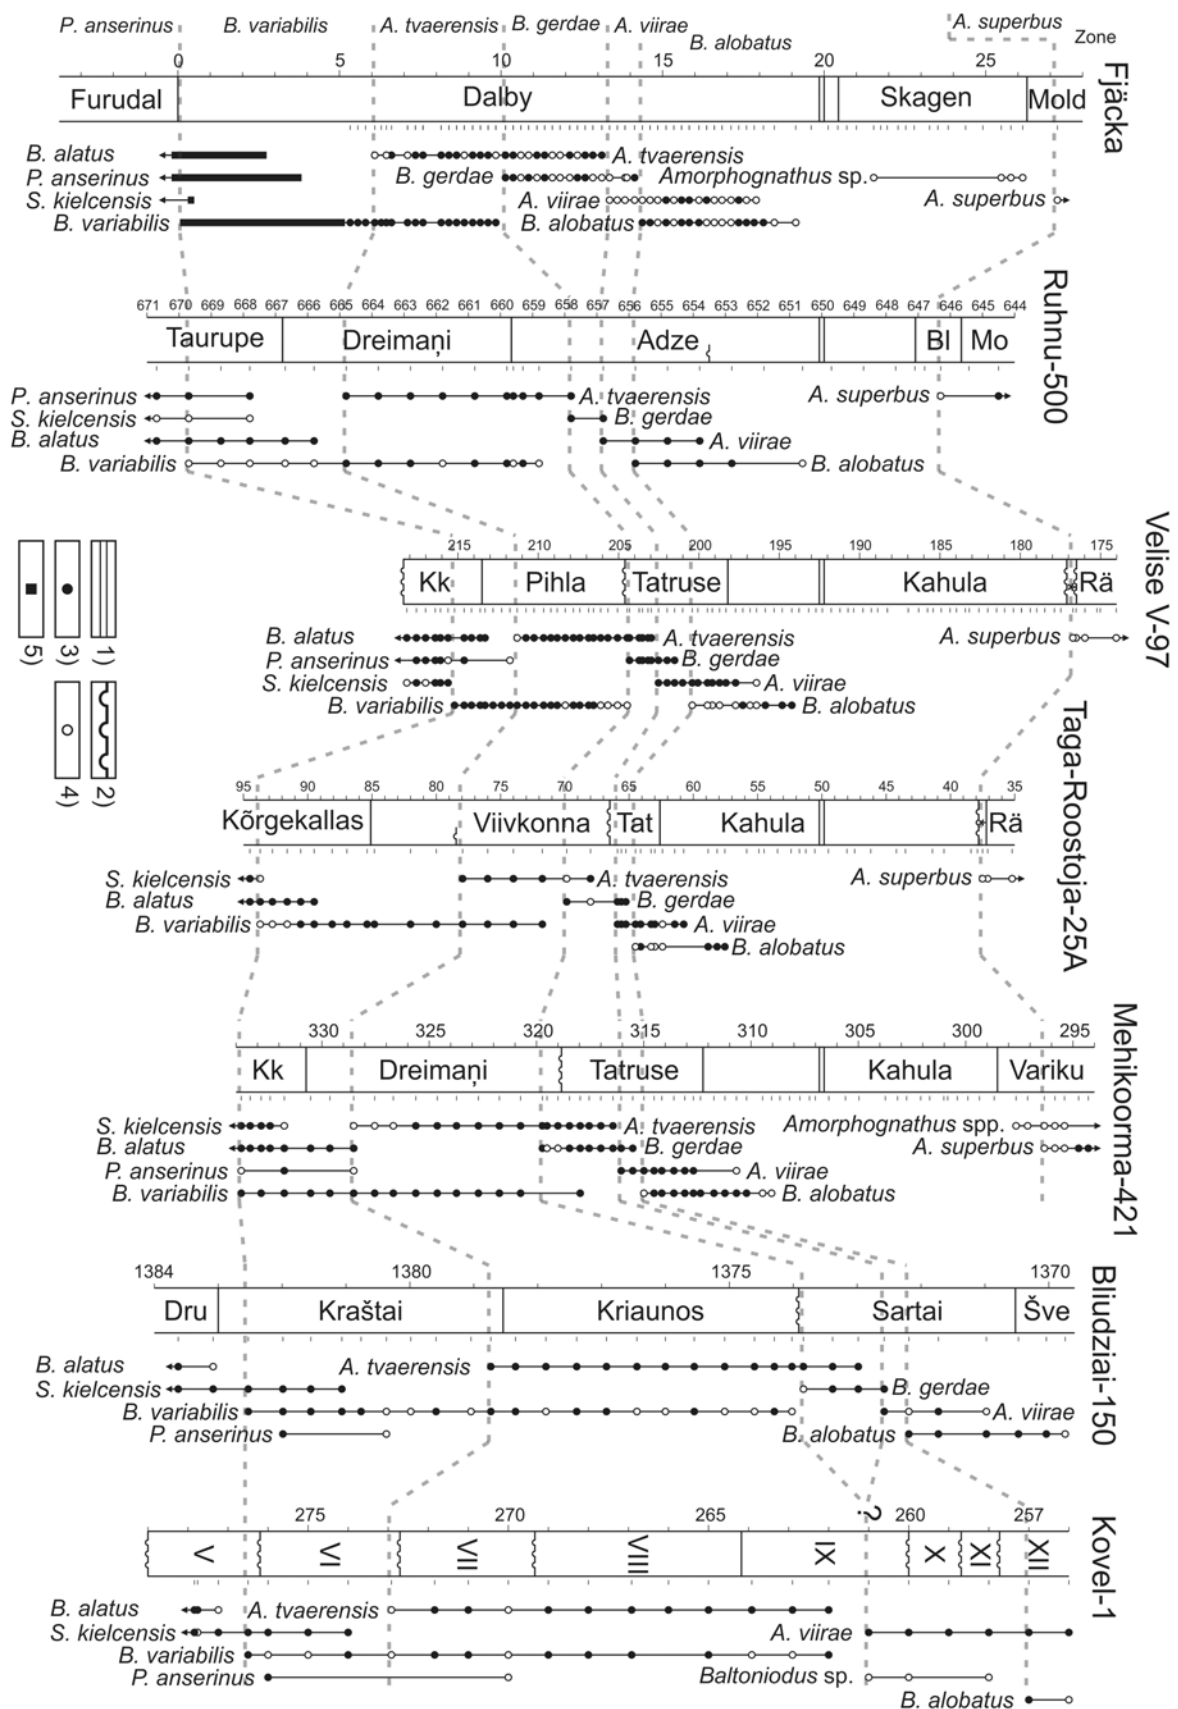 P. anserinus B. variabilis A. tvaerensis B. gerdae A. viirae B. alobatus A. superbus Zone
0 5 10 15 20 25
Fjäcka
Furudal Dalby Skagen Mold
B. alatus A. tvaerensis
P. anserinus B. gerdae Amorphognathus sp.
S. kielcensis A. viirae A. superbus
B. variabilis B. alobatus
Ruhnu-500
671 670 669 668 667 666 665 664 663 662 661 660 659 658 657 656 655 654 653 652 651 650 649 648 647 646 645 644
Taurupe Dreimaņi Adze Bl Mo
P. anserinus A. tvaerensis A. superbus
S. kielcensis B. gerdae
B. alatus A. viirae
B. variabilis B. alobatus
Velise V-97
215 210 205 200 195 190 185 180 175
Kk Pihla Tatruse Kahula Rä
B. alatus A. tvaerensis A. superbus
P. anserinus B. gerdae
S. kielcensis A. viirae
B. variabilis B. alobatus
1) 2)
3) 4)
5)
Taga-Roostoja-25A
95 90 85 80 75 70 65 60 55 50 45 40 35
Kõrgekallas Viivkonna Tat Kahula Rä
S. kielcensis A. tvaerensis A. superbus
B. alatus B. gerdae
B. variabilis A. viirae
B. alobatus
Mehikoorma-421
330 325 320 315 310 305 300 295
Kk Dreimaņi Tatruse Kahula Variku
S. kielcensis A. tvaerensis Amorphognathus spp.
B. alatus B. gerdae A. superbus
P. anserinus A. viirae
B. variabilis B. alobatus
Bliudziai-150
1384 1380 1375 1370
Dru Kraštai Kriaunos Sartai Šve
B. alatus A. tvaerensis
S. kielcensis B. gerdae
B. variabilis A. viirae
P. anserinus B. alobatus
Kovel-1
275 270 265 ? 260 257
V VI VII VIII IX X XI XII
B. alatus A. tvaerensis
S. kielcensis A. viirae
B. variabilis
P. anserinus Baltoniodus sp.
B. alobatus